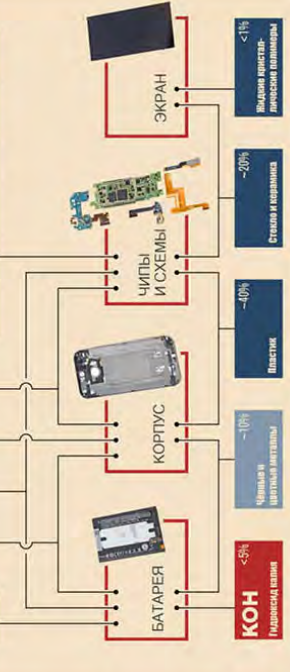 ЭКРАН
ЧИПЫ
И СХЕМЫ
КОРПУС
БАТАРЕЯ
<1%
Жидкие кристал-
лические полимеры
~20%
Стекло и керамика
~40%
Пластик
~10%
Чёрные и
цветные металлы
<5%
КОН
Гидроксид калия